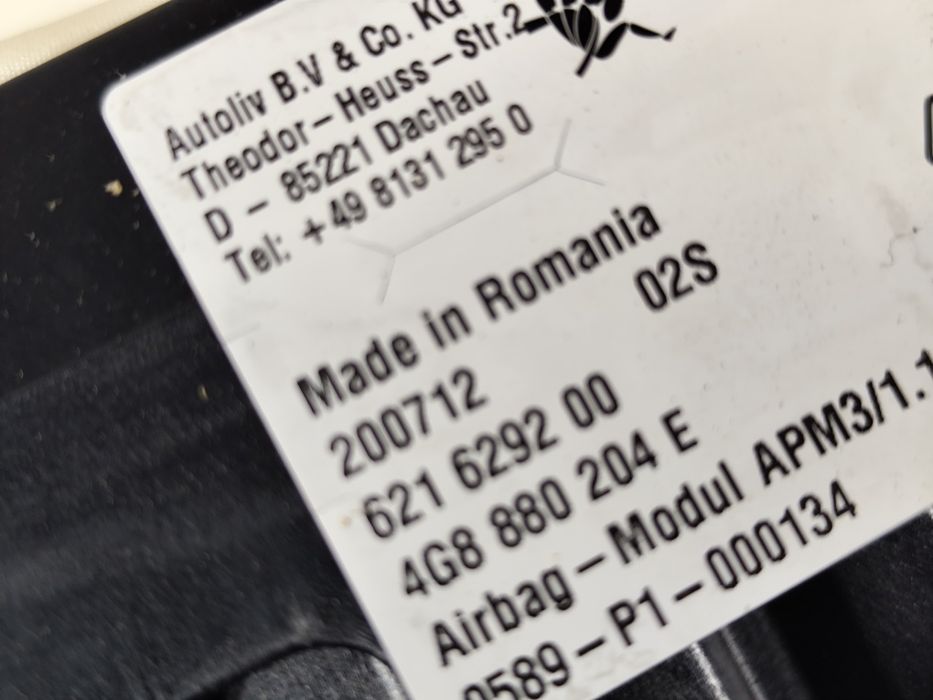 Autoliv B.V & Co. KG
Theodor-Heuss-Str.2
D - 85221 Dachau
Tel: +49 8131 295 0
Made in Romania
02S
200712
621 6292 00
4G8 880 204 E
Airbag-Modul APM3/1.1
0589-P1-000134